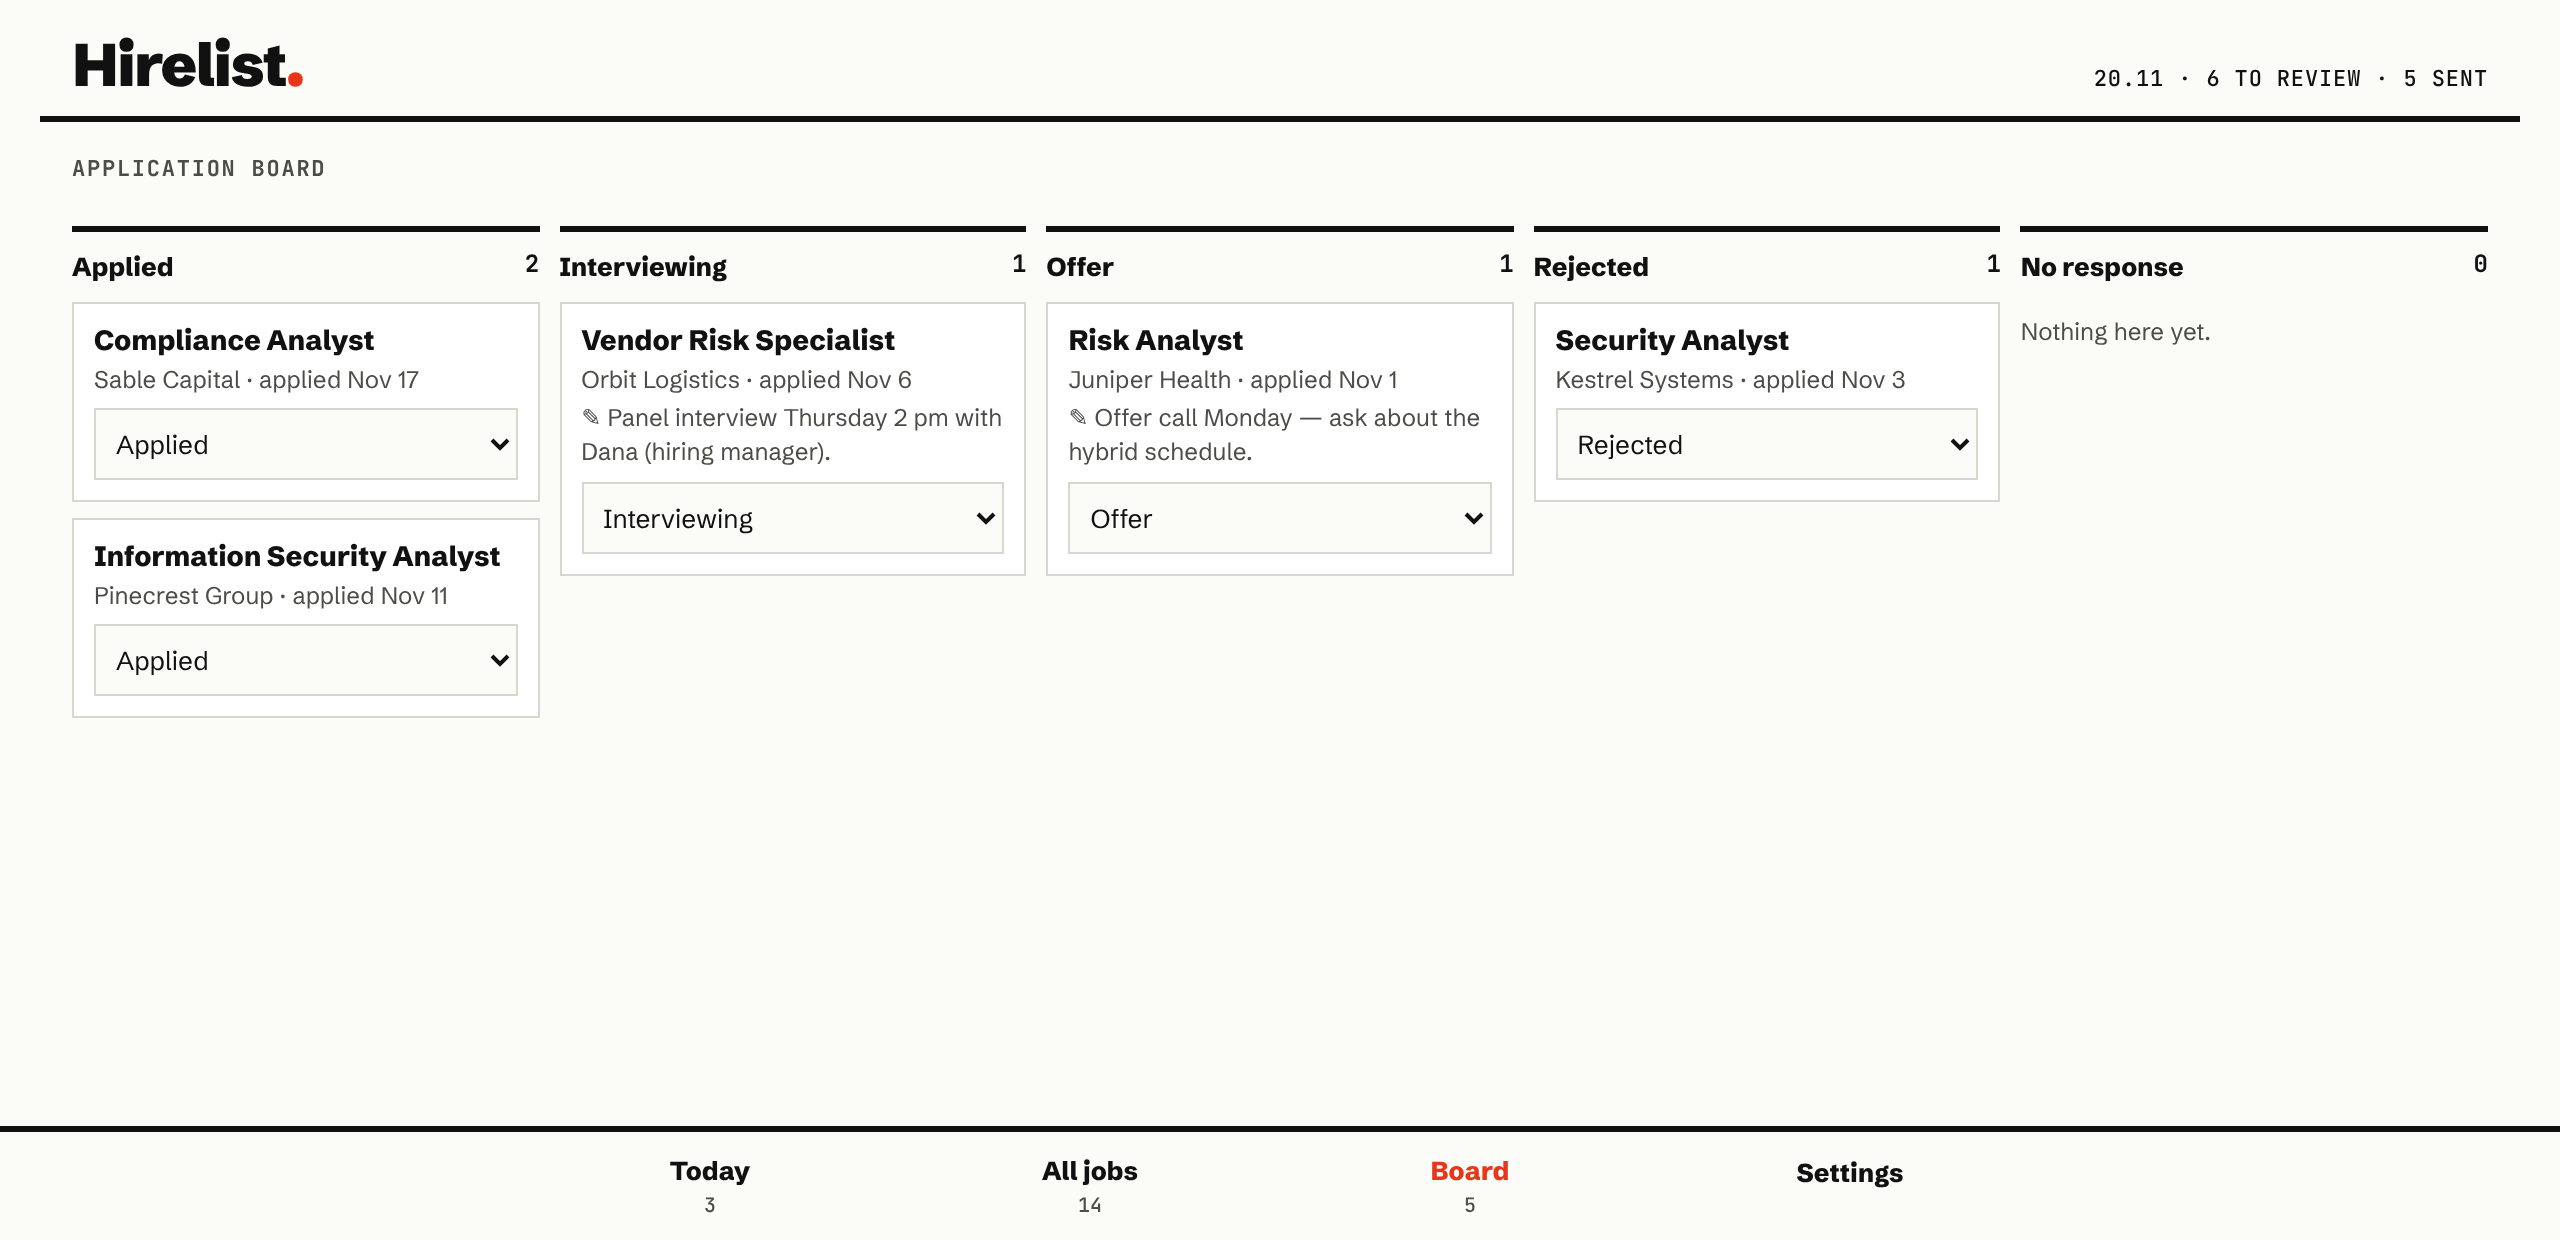 Hirelist.
20.11 · 6 TO REVIEW · 5 SENT
APPLICATION BOARD
Applied 2
Compliance Analyst
Sable Capital · applied Nov 17
Applied
Information Security Analyst
Pinecrest Group · applied Nov 11
Applied
Interviewing 1
Vendor Risk Specialist
Orbit Logistics · applied Nov 6
✎ Panel interview Thursday 2 pm with
Dana (hiring manager).
Interviewing
Offer 1
Risk Analyst
Juniper Health · applied Nov 1
✎ Offer call Monday — ask about the
hybrid schedule.
Offer
Rejected 1
Security Analyst
Kestrel Systems · applied Nov 3
Rejected
No response 0
Nothing here yet.
Today
3
All jobs
14
Board
5
Settings